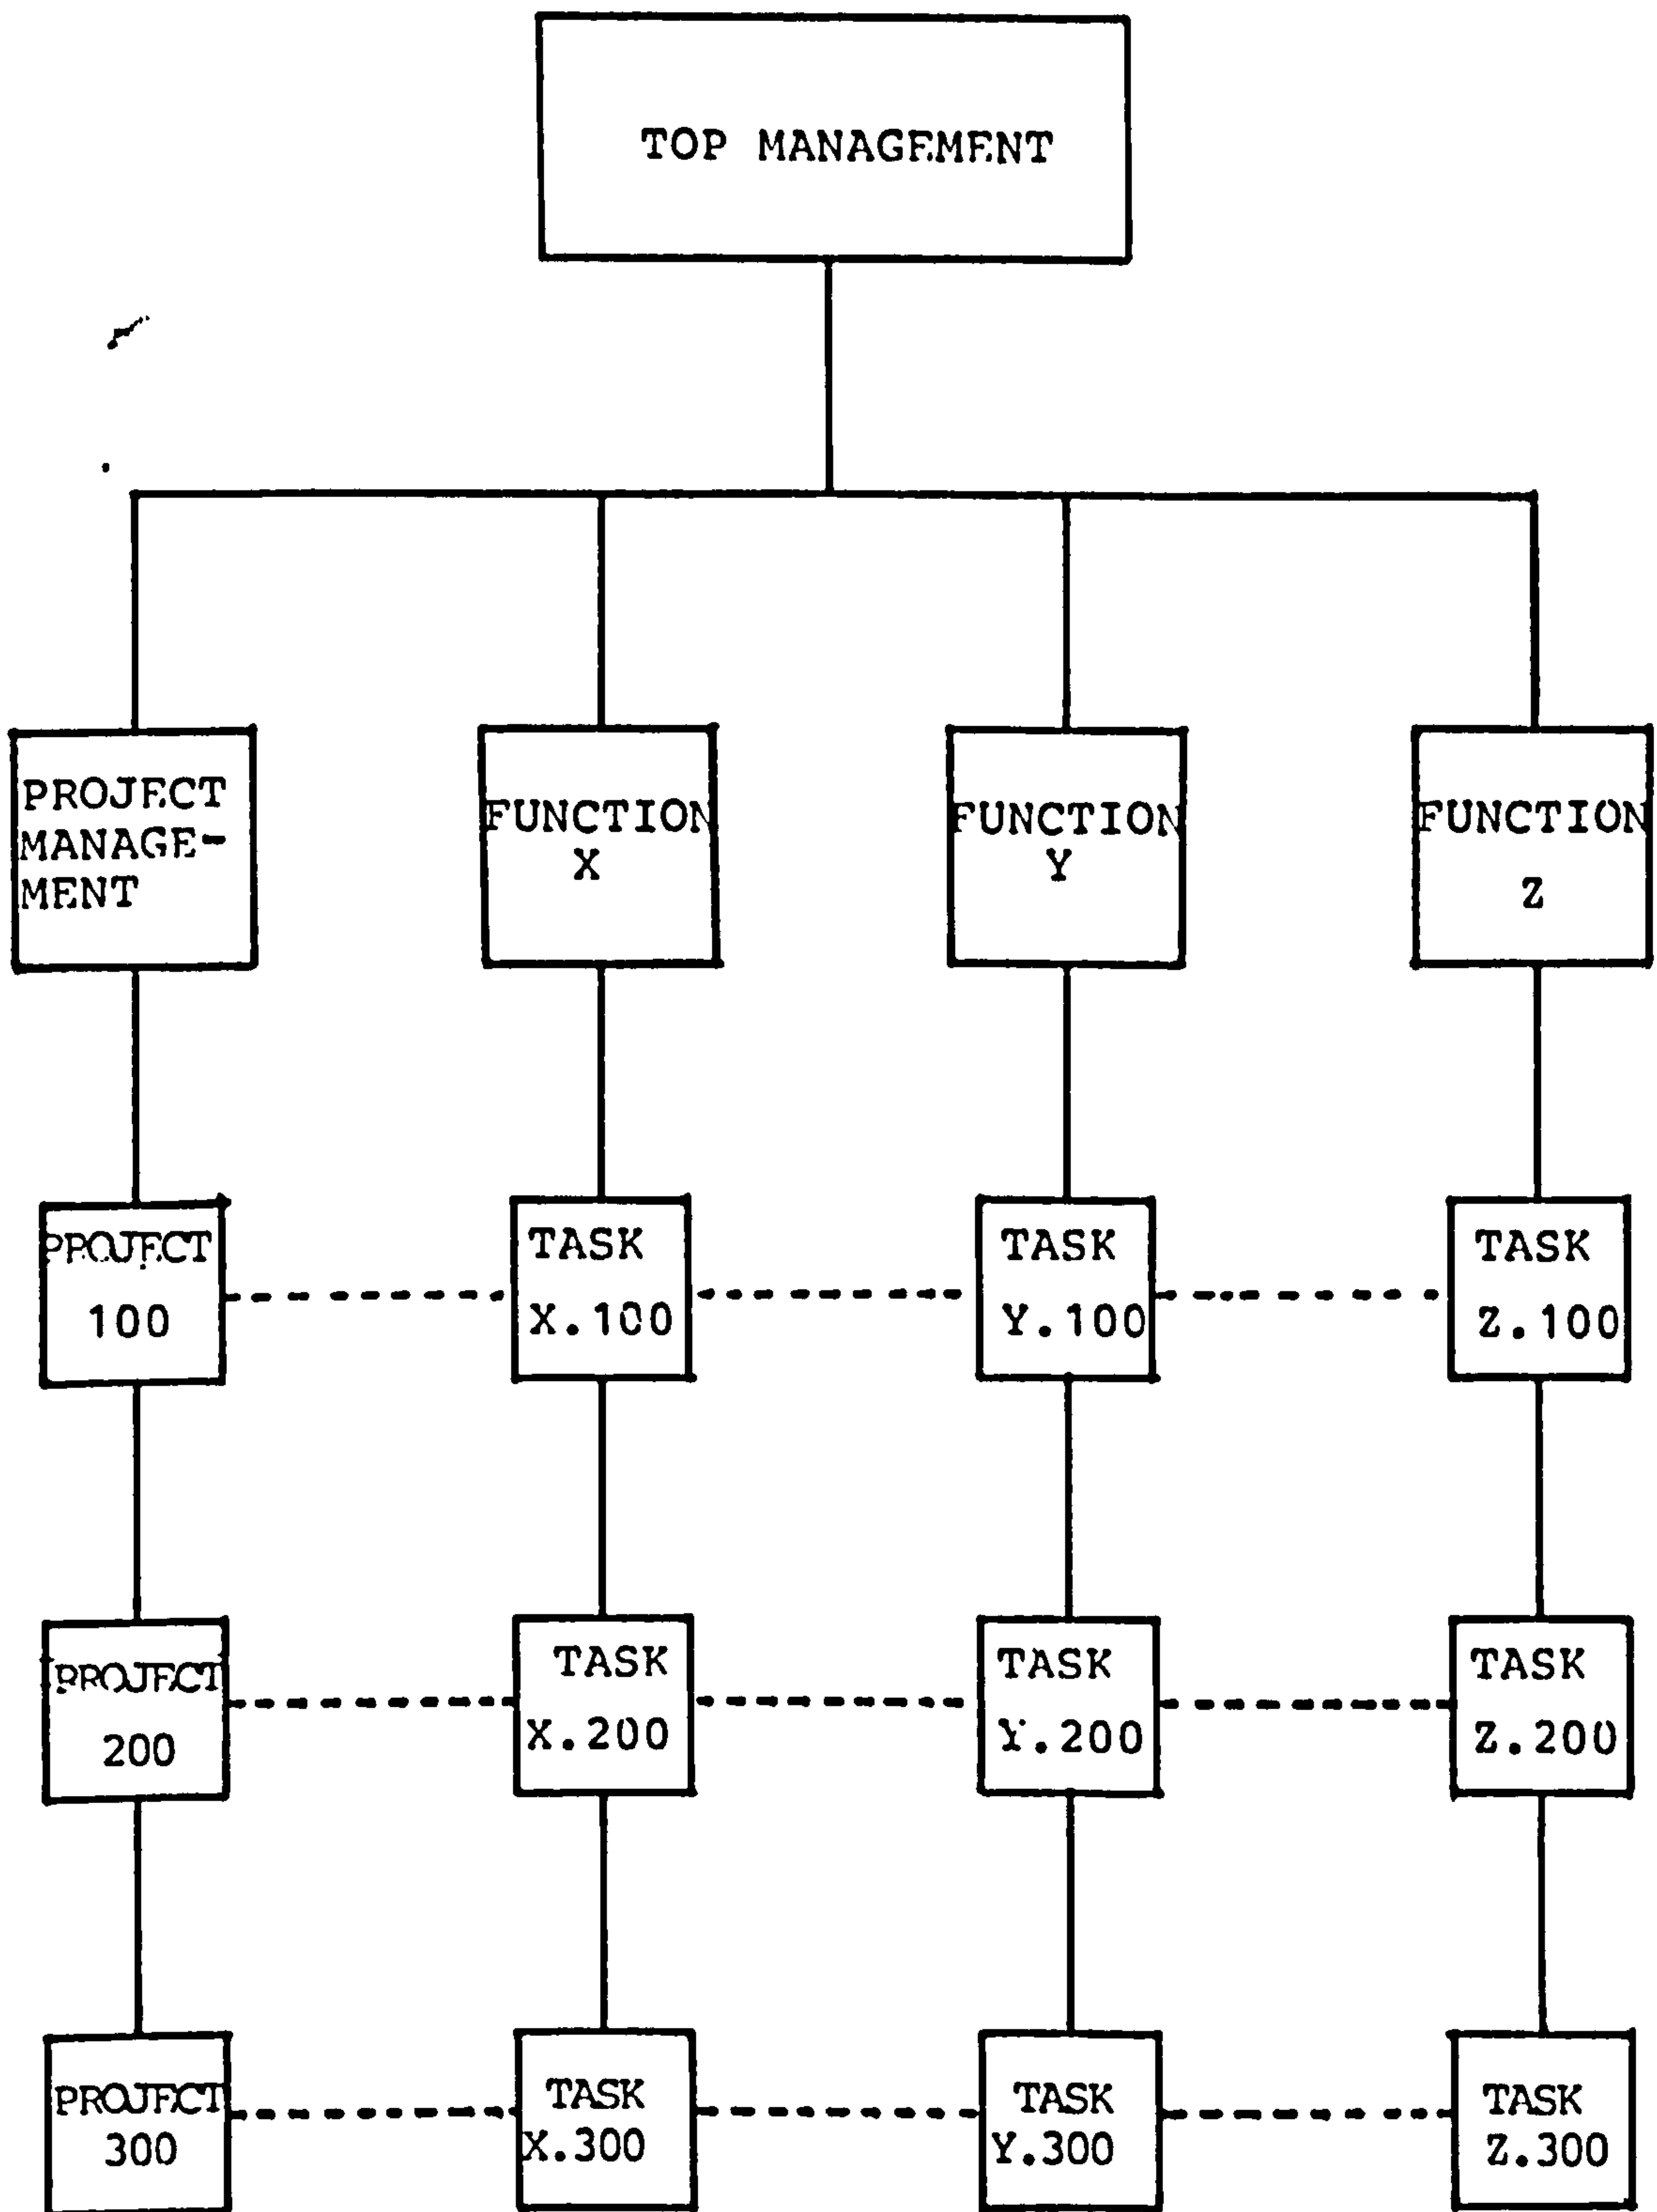 TOP MANAGEMENT
PROJECT
MANAGE-
MENT
FUNCTION
X
FUNCTION
Y
FUNCTION
Z
PROJECT
100
TASK
X.100
TASK
Y.100
TASK
Z.100
PROJECT
200
TASK
X.200
TASK
Y.200
TASK
Z.200
PROJECT
300
TASK
X.300
TASK
Y.300
TASK
Z.300